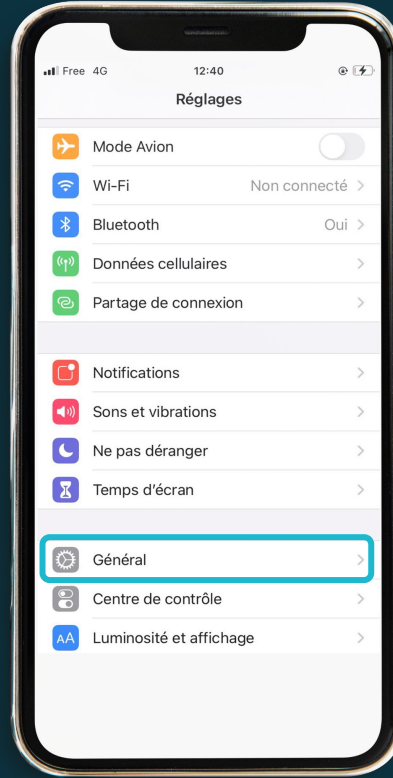 Free 4G 12:40
Réglages
Mode Avion
Wi-Fi Non connecté
Bluetooth Oui
Données cellulaires
Partage de connexion
Notifications
Sons et vibrations
Ne pas déranger
Temps d'écran
Général
Centre de contrôle
AA Luminosité et affichage